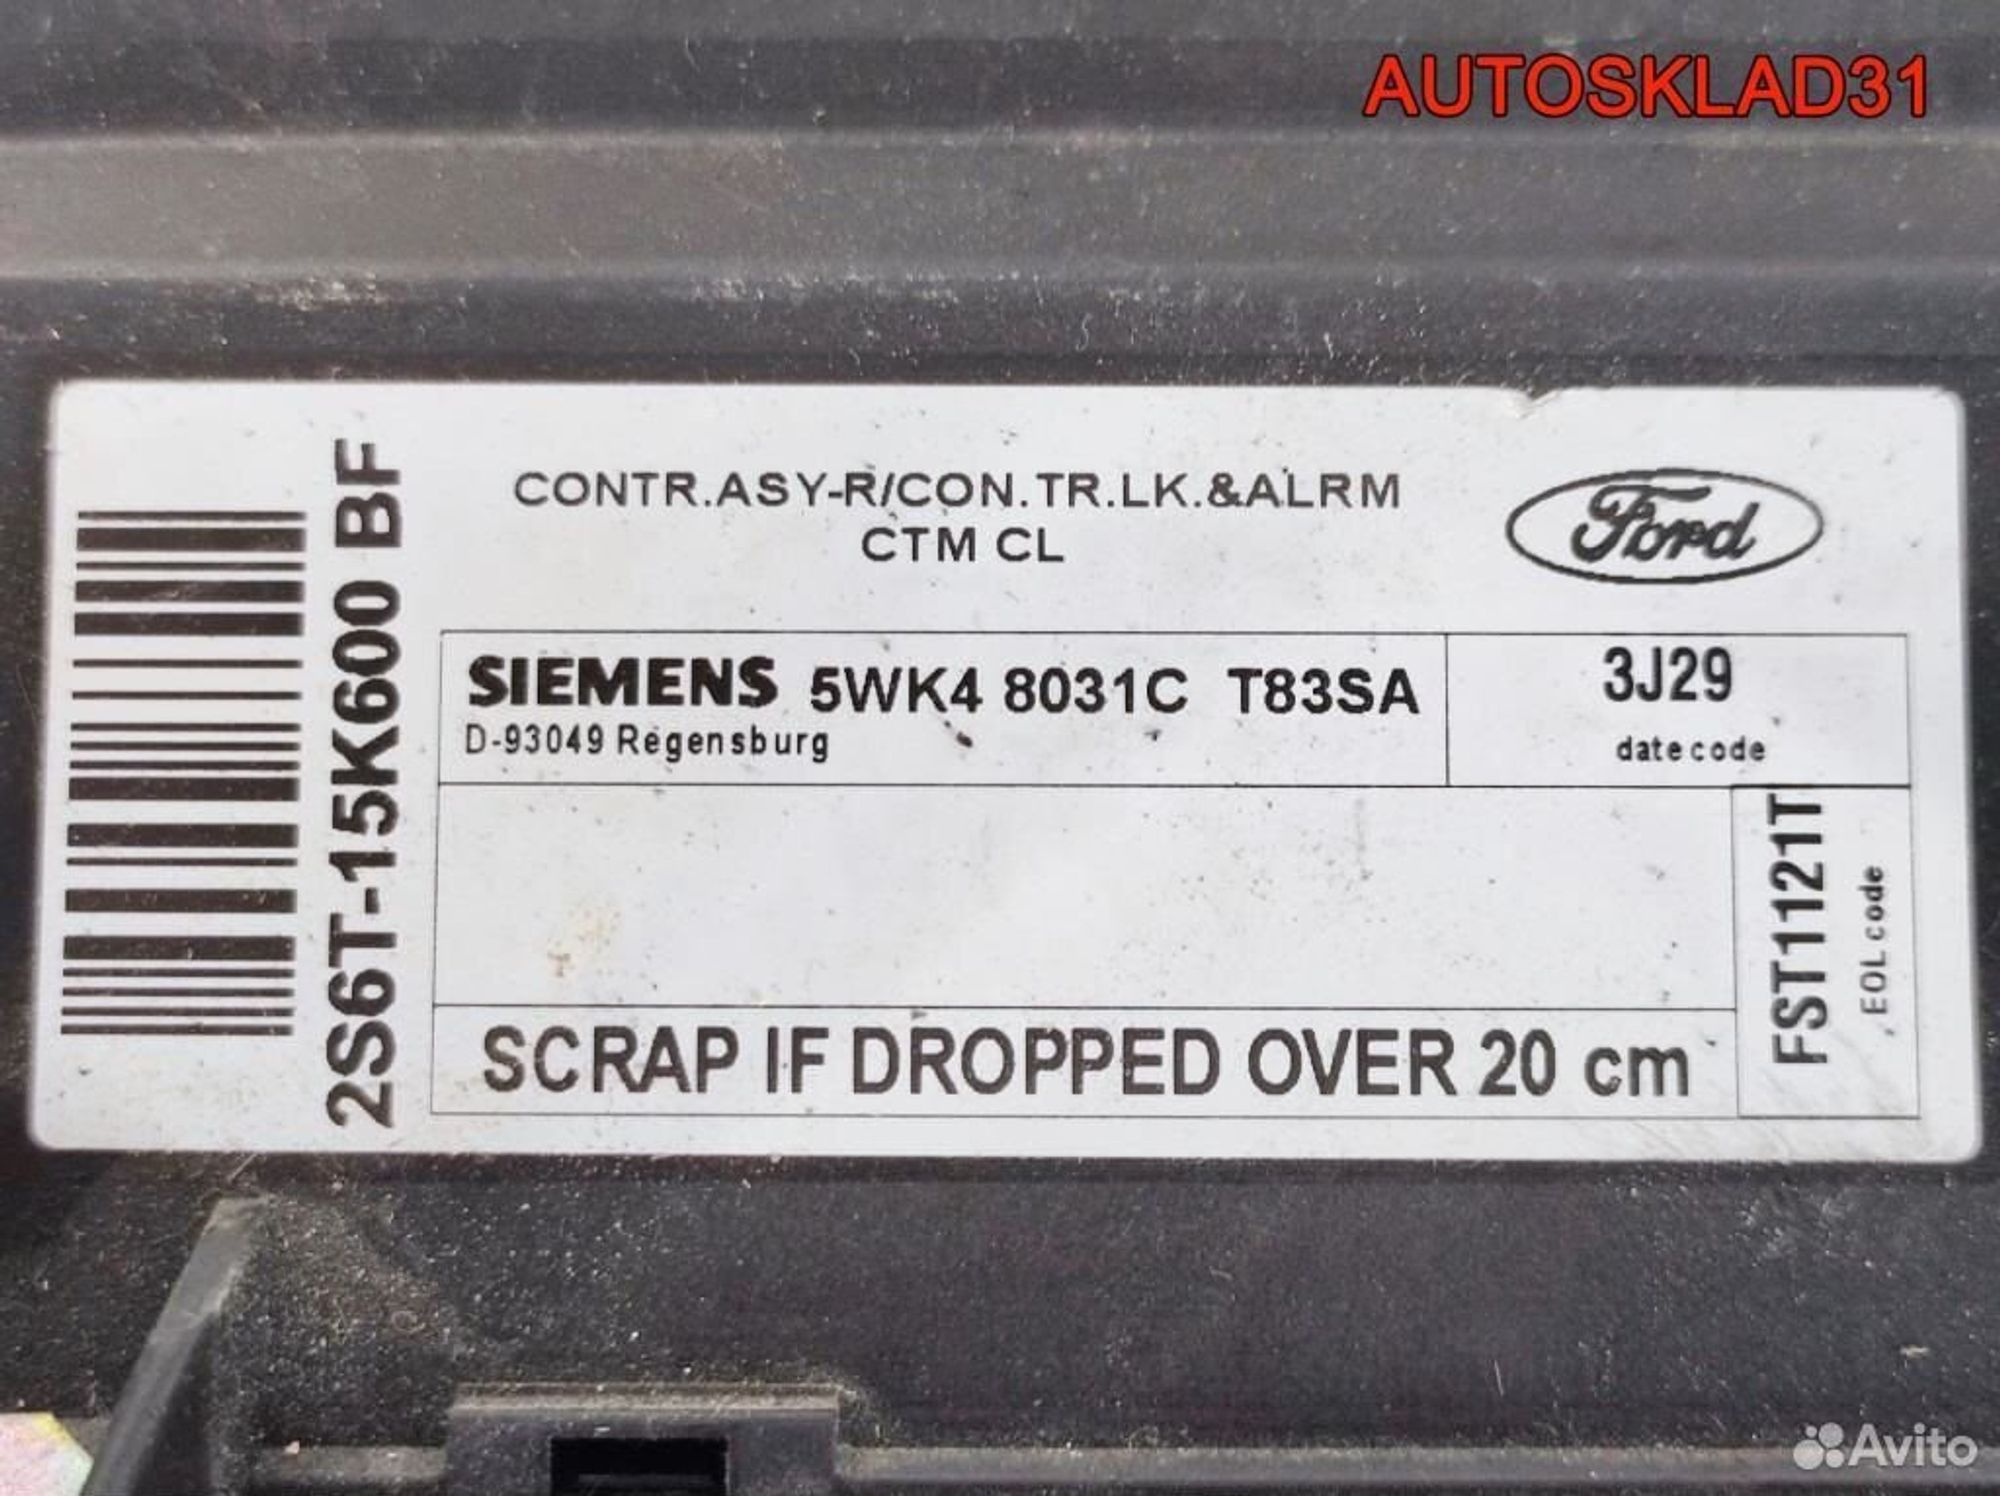 AUTOSKLAD31
CONTR.ASY-R/CON.TR.LK.&ALRM
CTM CL
Ford
2S6T-15K600 BF
SIEMENS 5WK4 8031C T83SA
D-93049 Regensburg
3J29
date code
FST1121T
EOL code
SCRAP IF DROPPED OVER 20 cm
Avito